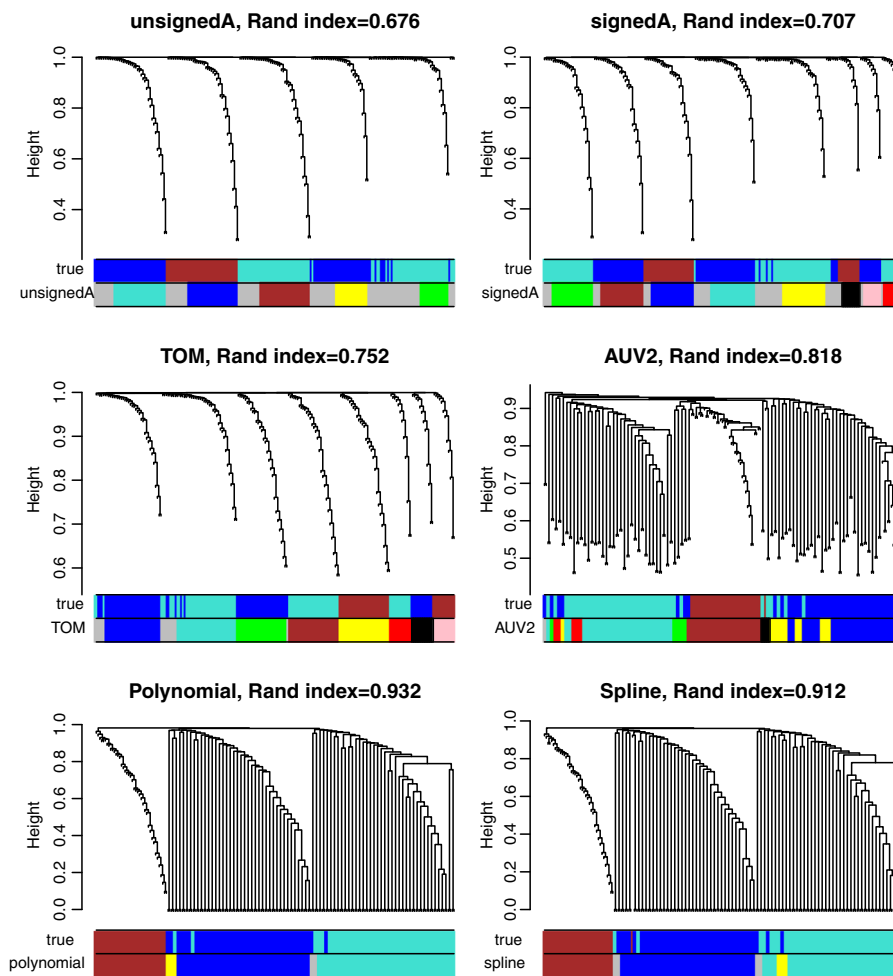 unsignedA, Rand index=0.676
Height
1.0
0.8
0.6
0.4
true
unsignedA
signedA, Rand index=0.707
Height
1.0
0.8
0.6
0.4
true
signedA
TOM, Rand index=0.752
Height
1.0
0.9
0.8
0.7
0.6
true
TOM
AUV2, Rand index=0.818
Height
0.9
0.8
0.7
0.6
0.5
true
AUV2
Polynomial, Rand index=0.932
Height
1.0
0.8
0.6
0.4
0.2
0.0
true
polynomial
Spline, Rand index=0.912
Height
1.0
0.8
0.6
0.4
0.2
0.0
true
spline